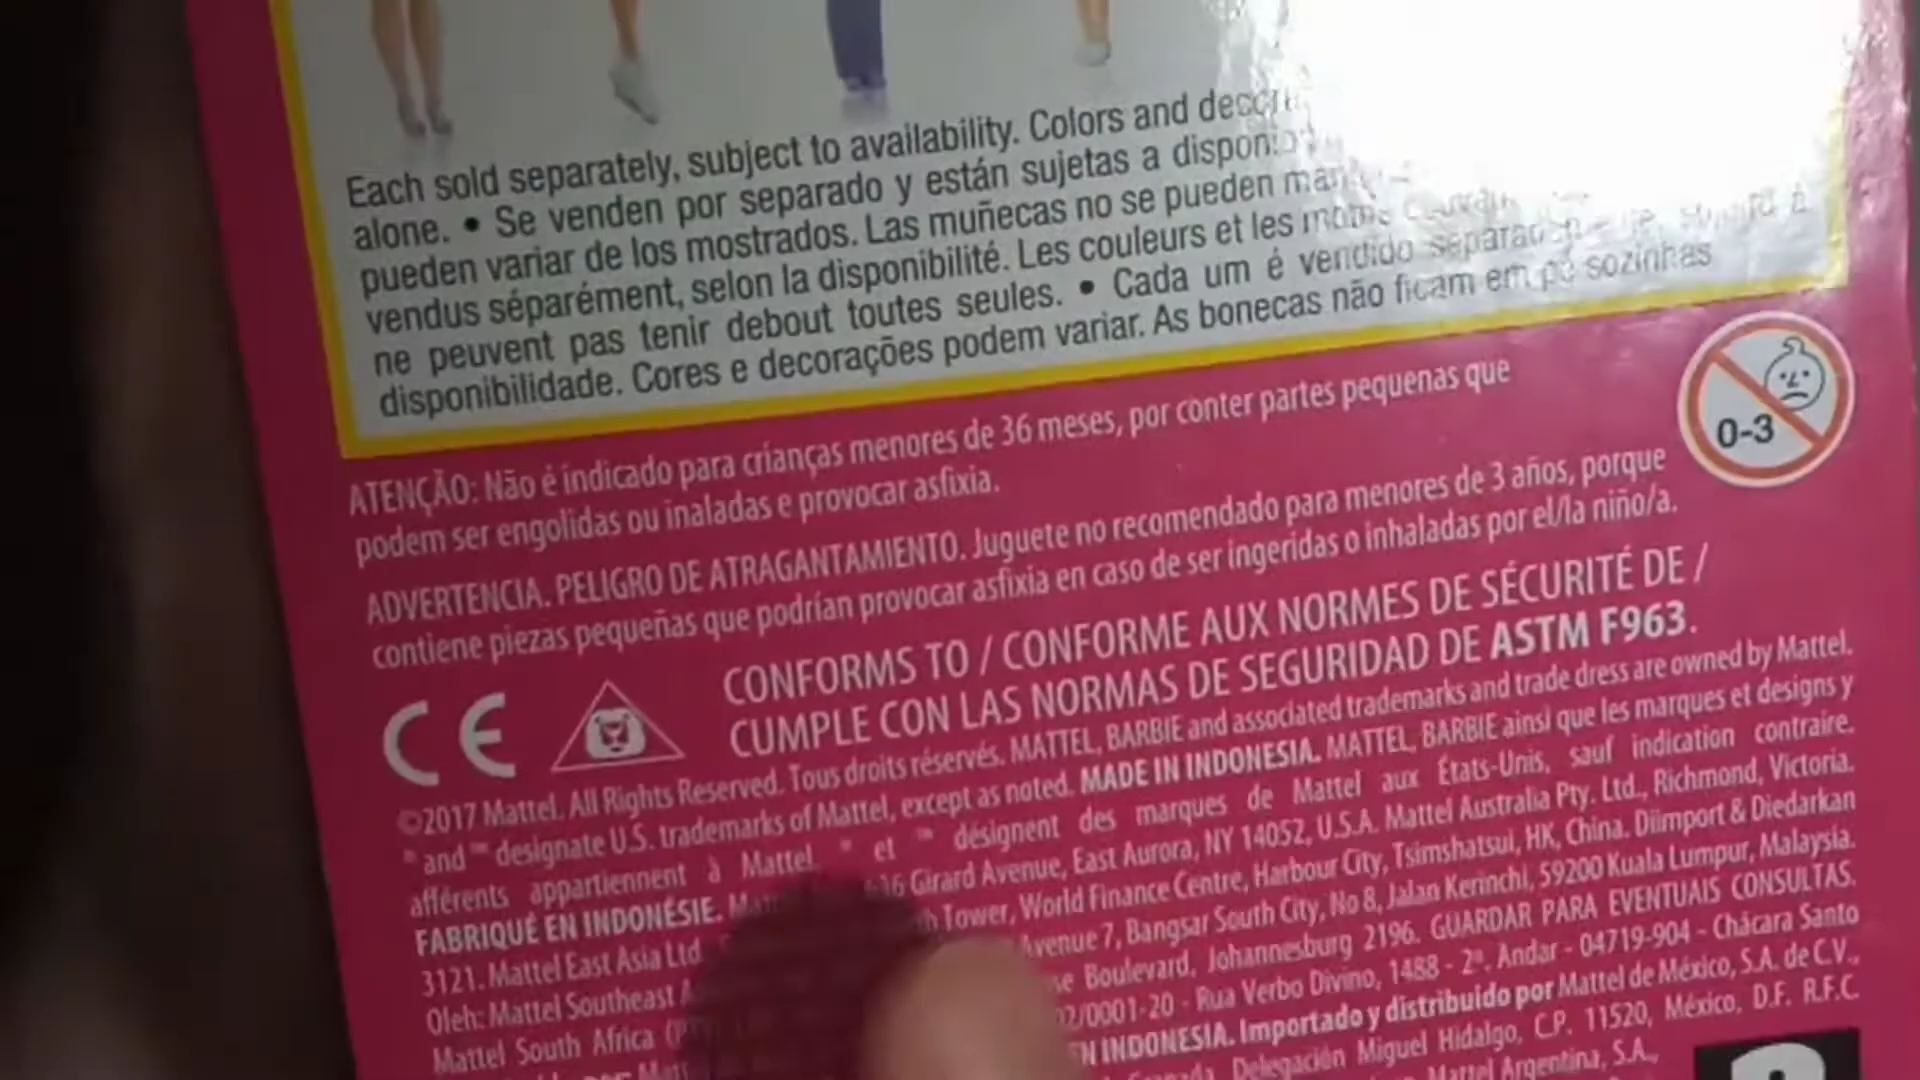 Each sold separately, subject to availability. Colors and
alone. • Se venden por separado y están sujetas a
pueden variar de los mostrados. Las muñecas no se pueden
vendus séparément, selon la disponibilité. Les couleurs et les
ne peuvent pas tenir debout toutes seules. • Cada um é vendido
disponibilidade. Cores e decorações podem variar. As bonecas não ficam em pé sozinhas
0-3
ATENÇÃO: Não é indicado para crianças menores de 36 meses, por conter partes pequenas que
podem ser engolidas ou inaladas e provocar asfixia.
ADVERTENCIA. PELIGRO DE ATRAGANTAMIENTO. Juguete no recomendado para menores de 3 años, porque
contiene piezas pequeñas que podrían provocar asfixia en caso de ser ingeridas o inhaladas por el/la niño/a.
CE
CONFORMS TO / CONFORME AUX NORMES DE SÉCURITÉ DE /
CUMPLE CON LAS NORMAS DE SEGURIDAD DE ASTM F963.
©2017 Mattel. All Rights Reserved. Tous droits réservés. MATTEL, BARBIE and associated trademarks and trade dress are owned by Mattel.
® and ™ designate U.S. trademarks of Mattel, except as noted. MADE IN INDONESIA. MATTEL, BARBIE ainsi que les marques et designs y
afférents appartiennent à Mattel. ® et ™ désignent des marques de Mattel aux États-Unis, sauf indication contraire.
FABRIQUÉ EN INDONÉSIE. Girard Avenue, East Aurora, NY 14052, U.S.A. Mattel Australia Pty. Ltd., Richmond, Victoria.
3121. Mattel East Asia Ltd Tower, World Finance Centre, Harbour City, Tsimshatsui, HK, China. Diimport & Diedarkan
Oleh: Mattel Southeast Avenue 7, Bangsar South City, No 8, Jalan Kerinchi, 59200 Kuala Lumpur, Malaysia.
Mattel South Africa Boulevard, Johannesburg 2196. GUARDAR PARA EVENTUAIS CONSULTAS.
/0001-20 - Rua Verbo Divino, 1488 - 2º. Andar - 04719-904 - Chácara Santo
INDONESIA. Importado y distribuido por Mattel de México, S.A. de C.V.,
Delegación Miguel Hidalgo, C.P. 11520, México, D.F. R.F.C.
Mattel Argentina, S.A.,